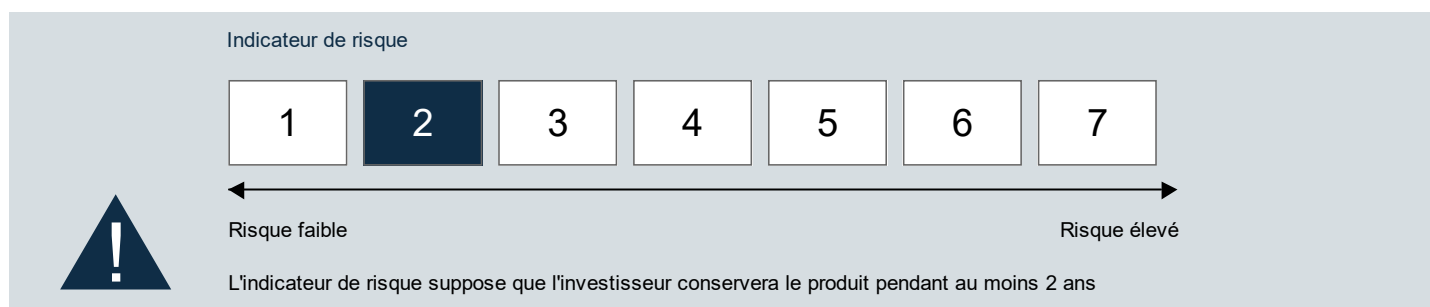 Indicateur de risque
1 2 3 4 5 6 7
Risque faible Risque élevé
!
L'indicateur de risque suppose que l'investisseur conservera le produit pendant au moins 2 ans